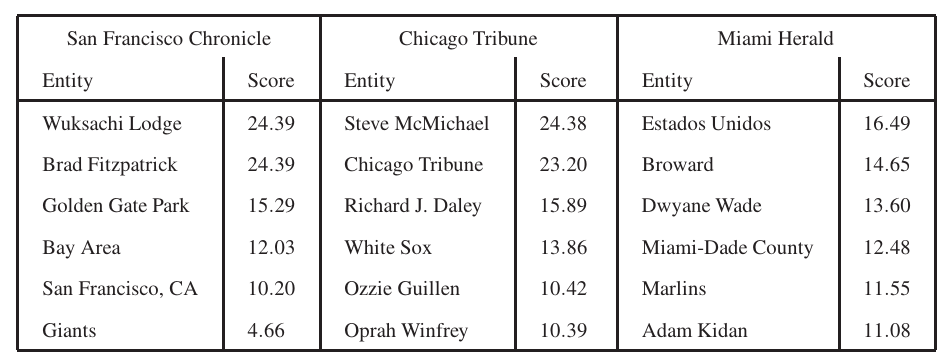 San Francisco Chronicle Chicago Tribune Miami Herald
Entity Score Entity Score Entity Score
Wuksachi Lodge 24.39 Steve McMichael 24.38 Estados Unidos 16.49
Brad Fitzpatrick 24.39 Chicago Tribune 23.20 Broward 14.65
Golden Gate Park 15.29 Richard J. Daley 15.89 Dwyane Wade 13.60
Bay Area 12.03 White Sox 13.86 Miami-Dade County 12.48
San Francisco, CA 10.20 Ozzie Guillen 10.42 Marlins 11.55
Giants 4.66 Oprah Winfrey 10.39 Adam Kidan 11.08